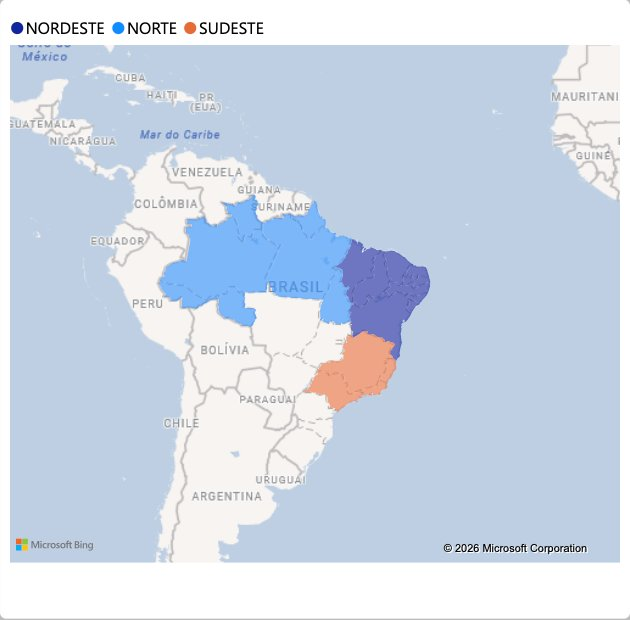 NORDESTE NORTE SUDESTE
México
CUBA
HAITI
PR
(EUA)
MAURITANI
GUATEMALA
NICARÁGUA
Mar do Caribe
GUINÉ
VENEZUELA
GUIANA
SURINAME
COLÔMBIA
EQUADOR
BRASIL
PERU
BOLÍVIA
PARAGUAI
CHILE
URUGUAI
ARGENTINA
Microsoft Bing
© 2026 Microsoft Corporation